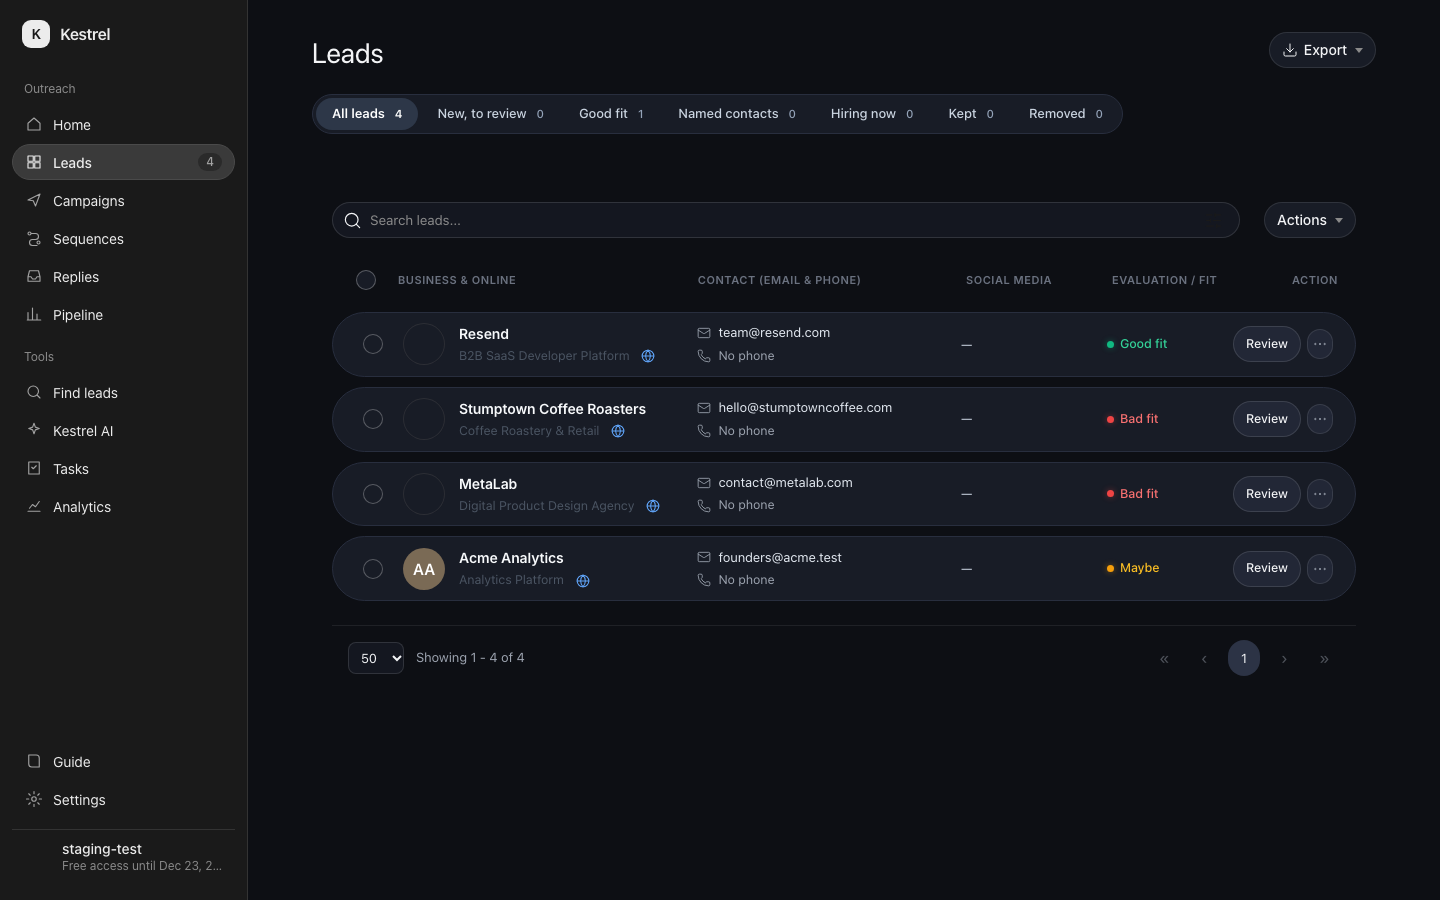 K Kestrel
Outreach
Home
Leads 4
Campaigns
Sequences
Replies
Pipeline
Tools
Find leads
Kestrel AI
Tasks
Analytics
Guide
Settings
staging-test
Free access until Dec 23, 2...
Leads
Export
All leads 4 New, to review 0 Good fit 1 Named contacts 0 Hiring now 0 Kept 0 Removed 0
Search leads...
Actions
BUSINESS & ONLINE CONTACT (EMAIL & PHONE) SOCIAL MEDIA EVALUATION / FIT ACTION
Resend
B2B SaaS Developer Platform
team@resend.com
No phone
—
Good fit
Review
Stumptown Coffee Roasters
Coffee Roastery & Retail
hello@stumptowncoffee.com
No phone
—
Bad fit
Review
MetaLab
Digital Product Design Agency
contact@metalab.com
No phone
—
Bad fit
Review
AA
Acme Analytics
Analytics Platform
founders@acme.test
No phone
—
Maybe
Review
50 Showing 1 - 4 of 4 « ‹ 1 › »